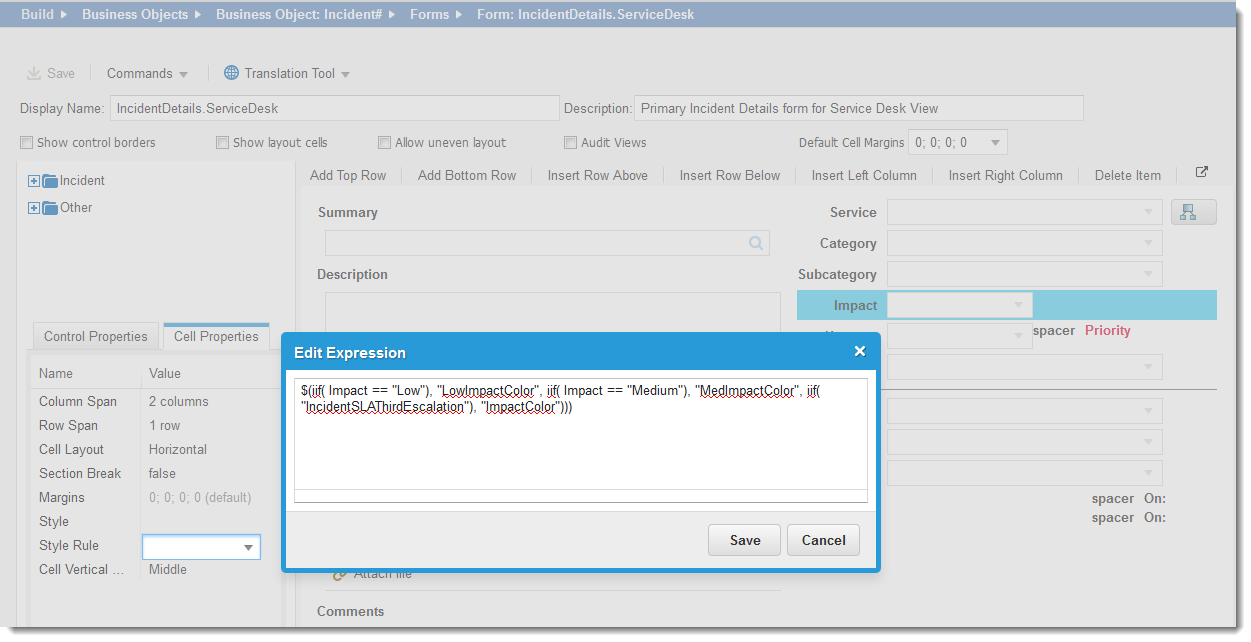 Build Business Objects Business Object: Incident# Forms Form: IncidentDetails.ServiceDesk
Save Commands Translation Tool
Display Name: IncidentDetails.ServiceDesk Description: Primary Incident Details form for Service Desk View
Show control borders Show layout cells Allow uneven layout Audit Views Default Cell Margins 0; 0; 0; 0
Incident
Other
Add Top Row Add Bottom Row Insert Row Above Insert Row Below Insert Left Column Insert Right Column Delete Item
Summary
Description
Service
Category
Subcategory
Impact
spacer Priority
Control Properties Cell Properties
Name Value
Column Span 2 columns
Row Span 1 row
Cell Layout Horizontal
Section Break false
Margins 0; 0; 0; 0 (default)
Style
Style Rule
Cell Vertical ... Middle
Edit Expression
$(iif( Impact == "Low"), "LowImpactColor", iif( Impact == "Medium"), "MedImpactColor", iif(
"IncidentSLAThirdEscalation"), "ImpactColor")))
Save Cancel
spacer On:
spacer On:
Attach file
Comments